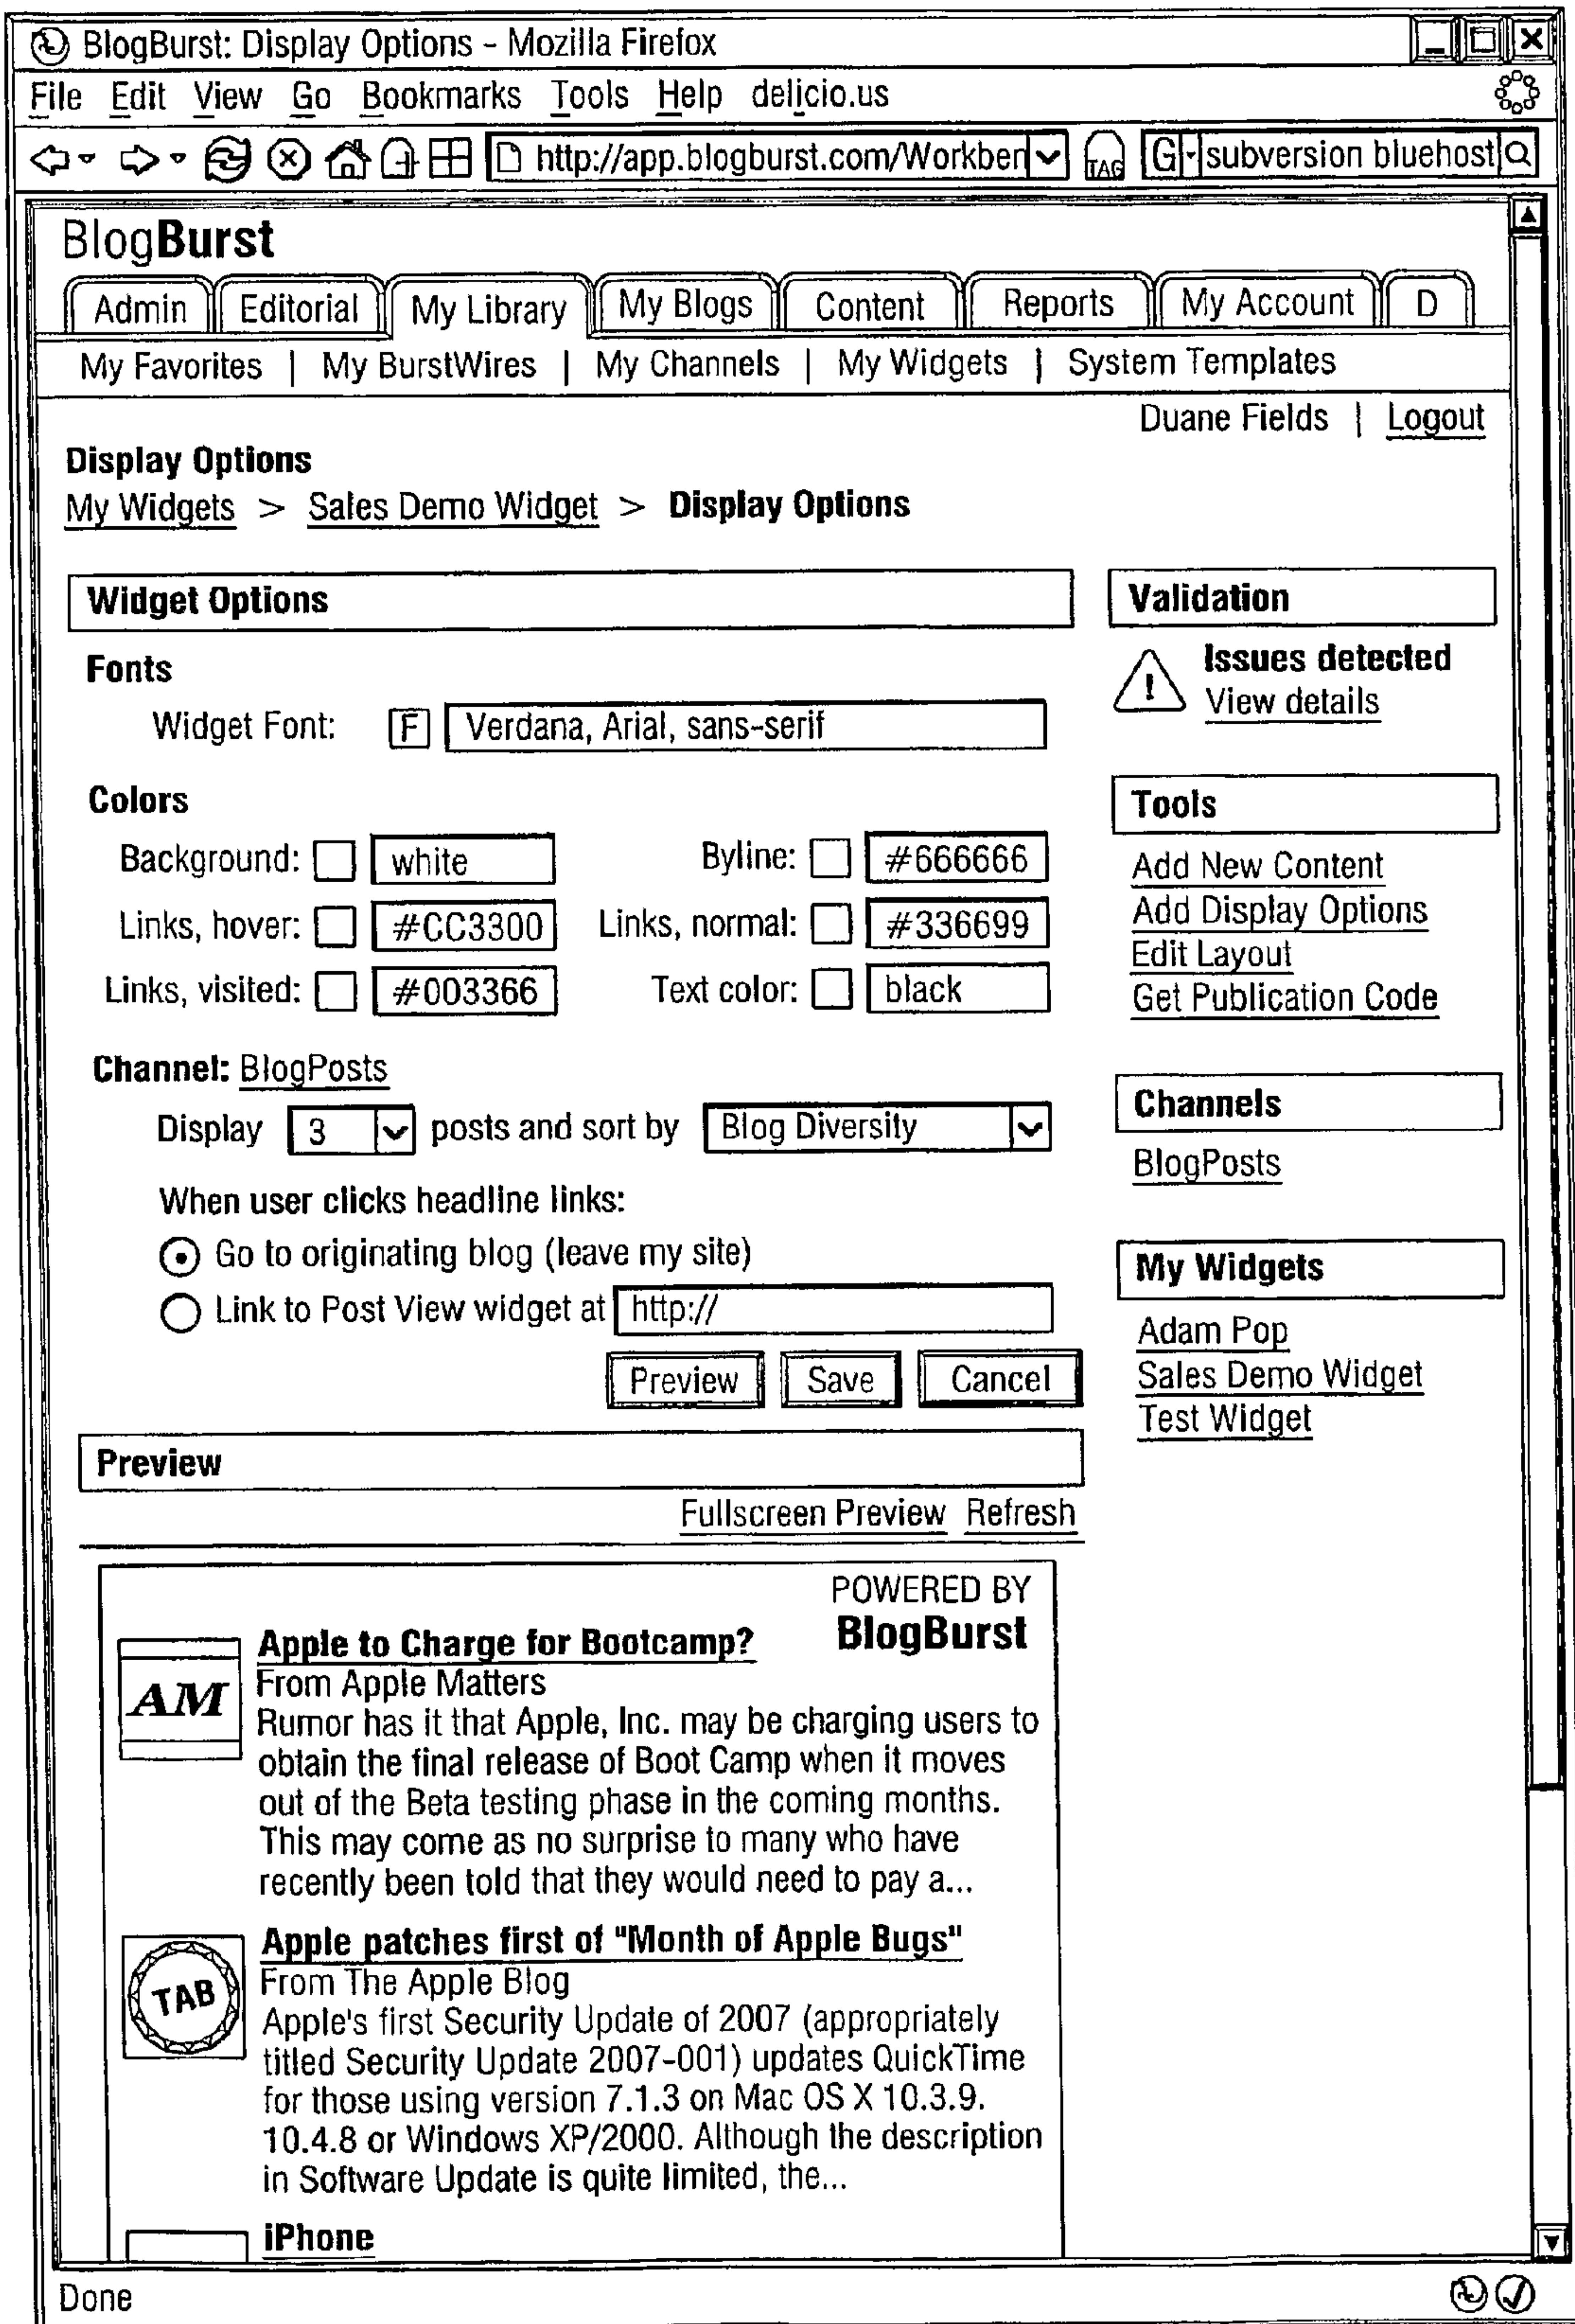 BlogBurst: Display Options - Mozilla Firefox
File Edit View Go Bookmarks Tools Help delicio.us
http://app.blogburst.com/Workben TAG G subversion bluehost
BlogBurst
Admin Editorial My Library My Blogs Content Reports My Account D
My Favorites | My BurstWires | My Channels | My Widgets | System Templates
Duane Fields | Logout
Display Options
My Widgets > Sales Demo Widget > Display Options
Widget Options
Fonts
Widget Font: F Verdana, Arial, sans-serif
Colors
Background: white Byline: #666666
Links, hover: #CC3300 Links, normal: #336699
Links, visited: #003366 Text color: black
Channel: BlogPosts
Display 3 posts and sort by Blog Diversity
When user clicks headline links:
Go to originating blog (leave my site)
Link to Post View widget at http://
Preview Save Cancel
Validation
! Issues detected
View details
Tools
Add New Content
Add Display Options
Edit Layout
Get Publication Code
Channels
BlogPosts
My Widgets
Adam Pop
Sales Demo Widget
Test Widget
Preview
Fullscreen Preview Refresh
POWERED BY
BlogBurst
AM
Apple to Charge for Bootcamp?
From Apple Matters
Rumor has it that Apple, Inc. may be charging users to
obtain the final release of Boot Camp when it moves
out of the Beta testing phase in the coming months.
This may come as no surprise to many who have
recently been told that they would need to pay a...
TAB
Apple patches first of "Month of Apple Bugs"
From The Apple Blog
Apple's first Security Update of 2007 (appropriately
titled Security Update 2007-001) updates QuickTime
for those using version 7.1.3 on Mac OS X 10.3.9.
10.4.8 or Windows XP/2000. Although the description
in Software Update is quite limited, the...
iPhone
Done